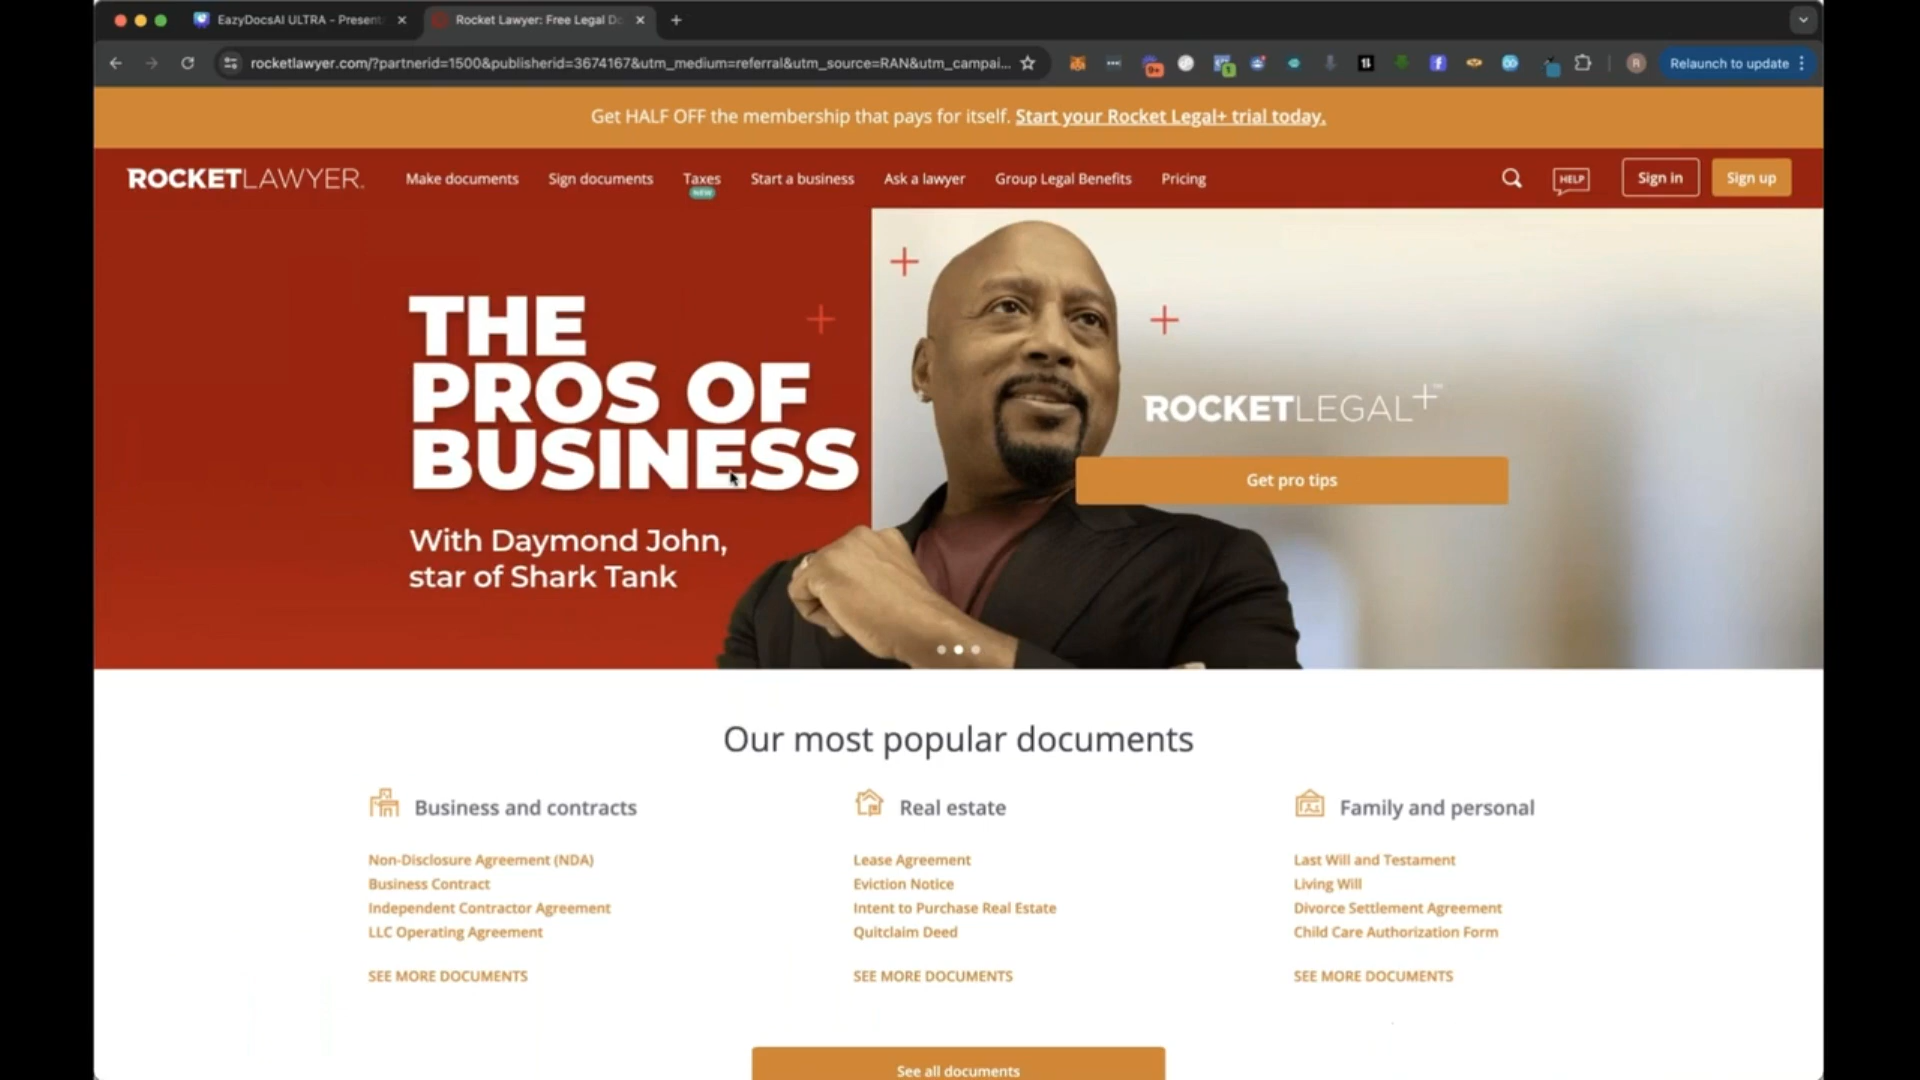 EazyDocsAI ULTRA - Present
Rocket Lawyer: Free Legal Do
rocketlawyer.com/?partnerid=1500&publisherid=3674167&utm_medium=referral&utm_source=RAN&utm_campai...
9+
1
Relaunch to update
Get HALF OFF the membership that pays for itself. Start your Rocket Legal+ trial today.
ROCKETLAWYER.
Make documents
Sign documents
Taxes
NEW
Start a business
Ask a lawyer
Group Legal Benefits
Pricing
HELP
Sign in
Sign up
THE
PROS OF
BUSINESS
With Daymond John,
star of Shark Tank
ROCKETLEGAL+™
Get pro tips
Our most popular documents
Business and contracts
Non-Disclosure Agreement (NDA)
Business Contract
Independent Contractor Agreement
LLC Operating Agreement
SEE MORE DOCUMENTS
Real estate
Lease Agreement
Eviction Notice
Intent to Purchase Real Estate
Quitclaim Deed
SEE MORE DOCUMENTS
Family and personal
Last Will and Testament
Living Will
Divorce Settlement Agreement
Child Care Authorization Form
SEE MORE DOCUMENTS
See all documents